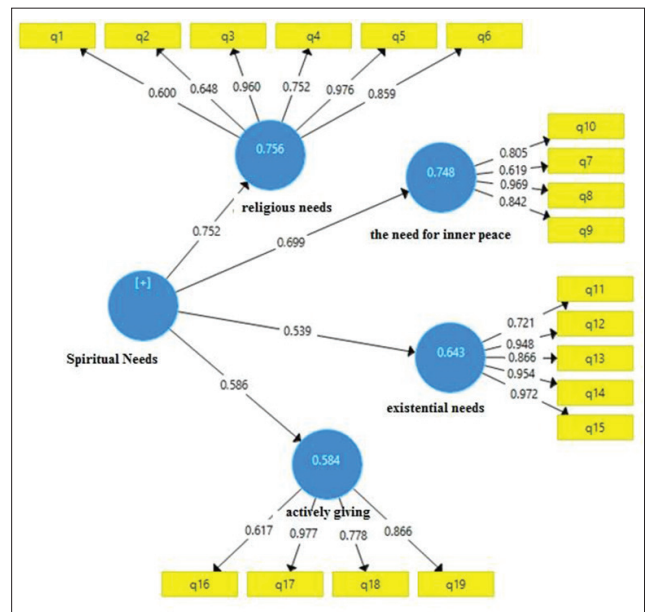 q1 q2 q3 q4 q5 q6
0.600 0.648 0.960 0.752 0.976 0.859
0.756
religious needs
q10
q7
q8
q9
0.805
0.619
0.969
0.842
0.748
the need for inner peace
0.752
0.699
[+]
Spiritual Needs
0.539
0.586
q11
q12
q13
q14
q15
0.721
0.948
0.866
0.954
0.972
0.643
existential needs
0.584
actively giving
0.617 0.977 0.778 0.866
q16 q17 q18 q19